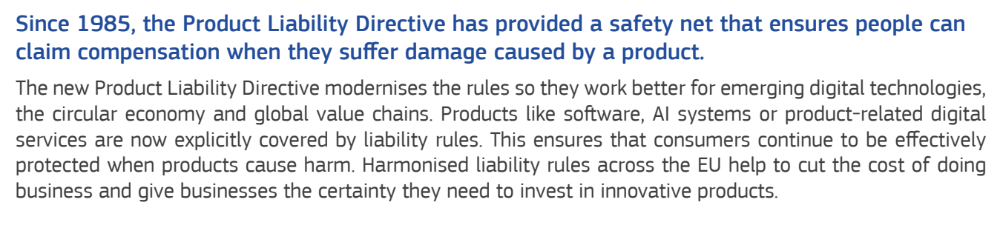 Since 1985, the Product Liability Directive has provided a safety net that ensures people can
claim compensation when they suffer damage caused by a product.
The new Product Liability Directive modernises the rules so they work better for emerging digital technologies,
the circular economy and global value chains. Products like software, AI systems or product-related digital
services are now explicitly covered by liability rules. This ensures that consumers continue to be effectively
protected when products cause harm. Harmonised liability rules across the EU help to cut the cost of doing
business and give businesses the certainty they need to invest in innovative products.